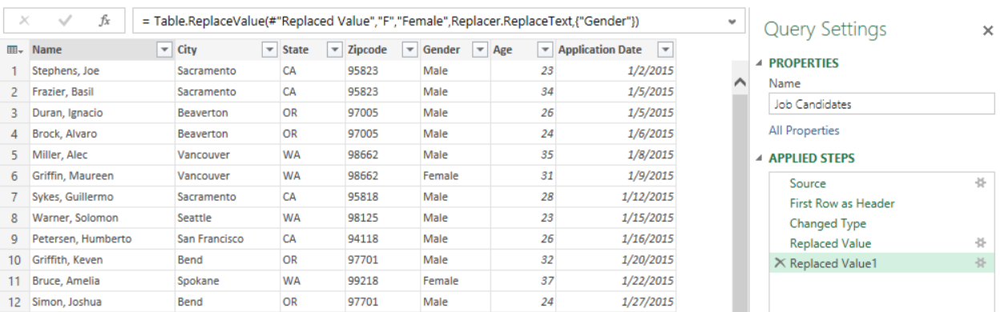 fx = Table.ReplaceValue(#"Replaced Value","F","Female",Replacer.ReplaceText,{"Gender"})
Name City State Zipcode Gender Age Application Date
1 Stephens, Joe Sacramento CA 95823 Male 23 1/2/2015
2 Frazier, Basil Sacramento CA 95823 Male 34 1/5/2015
3 Duran, Ignacio Beaverton OR 97005 Male 26 1/5/2015
4 Brock, Alvaro Beaverton OR 97005 Male 24 1/6/2015
5 Miller, Alec Vancouver WA 98662 Male 35 1/8/2015
6 Griffin, Maureen Vancouver WA 98662 Female 31 1/9/2015
7 Sykes, Guillermo Sacramento CA 95818 Male 28 1/12/2015
8 Warner, Solomon Seattle WA 98125 Male 23 1/15/2015
9 Petersen, Humberto San Francisco CA 94118 Male 26 1/16/2015
10 Griffith, Keven Bend OR 97701 Male 32 1/20/2015
11 Bruce, Amelia Spokane WA 99218 Female 37 1/22/2015
12 Simon, Joshua Bend OR 97701 Male 24 1/27/2015
Query Settings
PROPERTIES
Name
Job Candidates
All Properties
APPLIED STEPS
Source
First Row as Header
Changed Type
Replaced Value
Replaced Value1